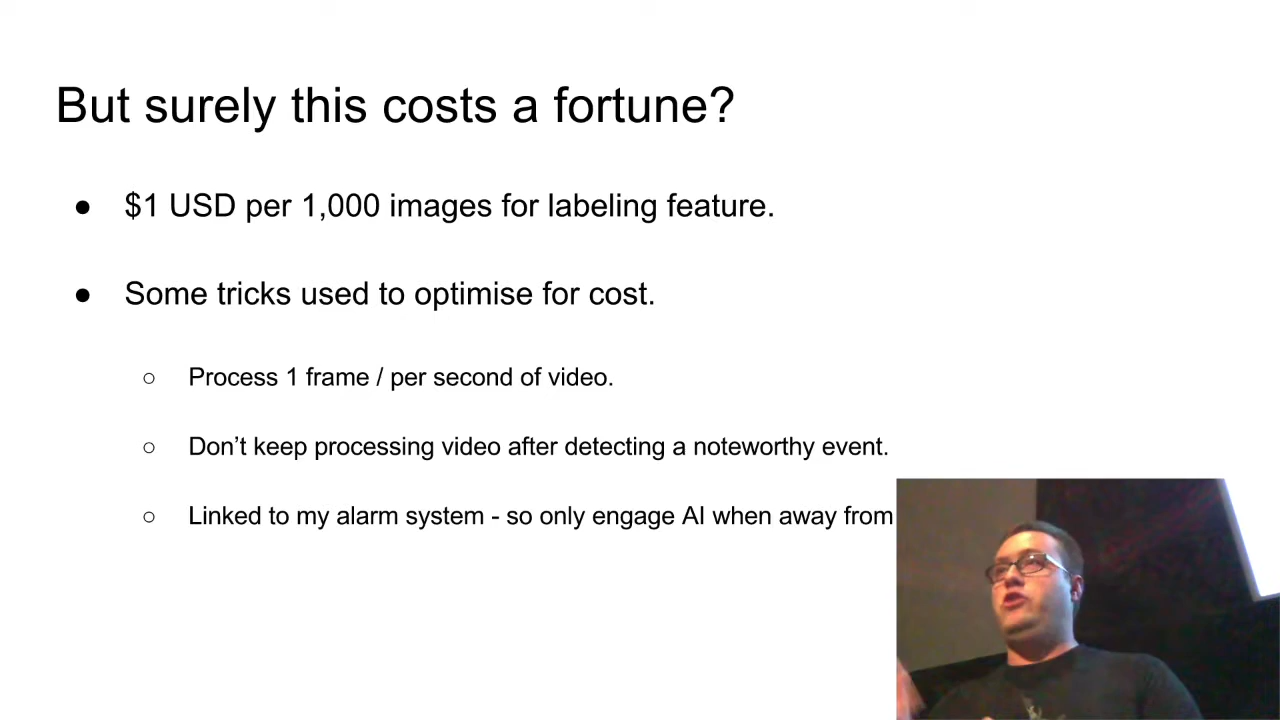 But surely this costs a fortune?
● $1 USD per 1,000 images for labeling feature.
● Some tricks used to optimise for cost.
○ Process 1 frame / per second of video.
○ Don’t keep processing video after detecting a noteworthy event.
○ Linked to my alarm system - so only engage AI when away from